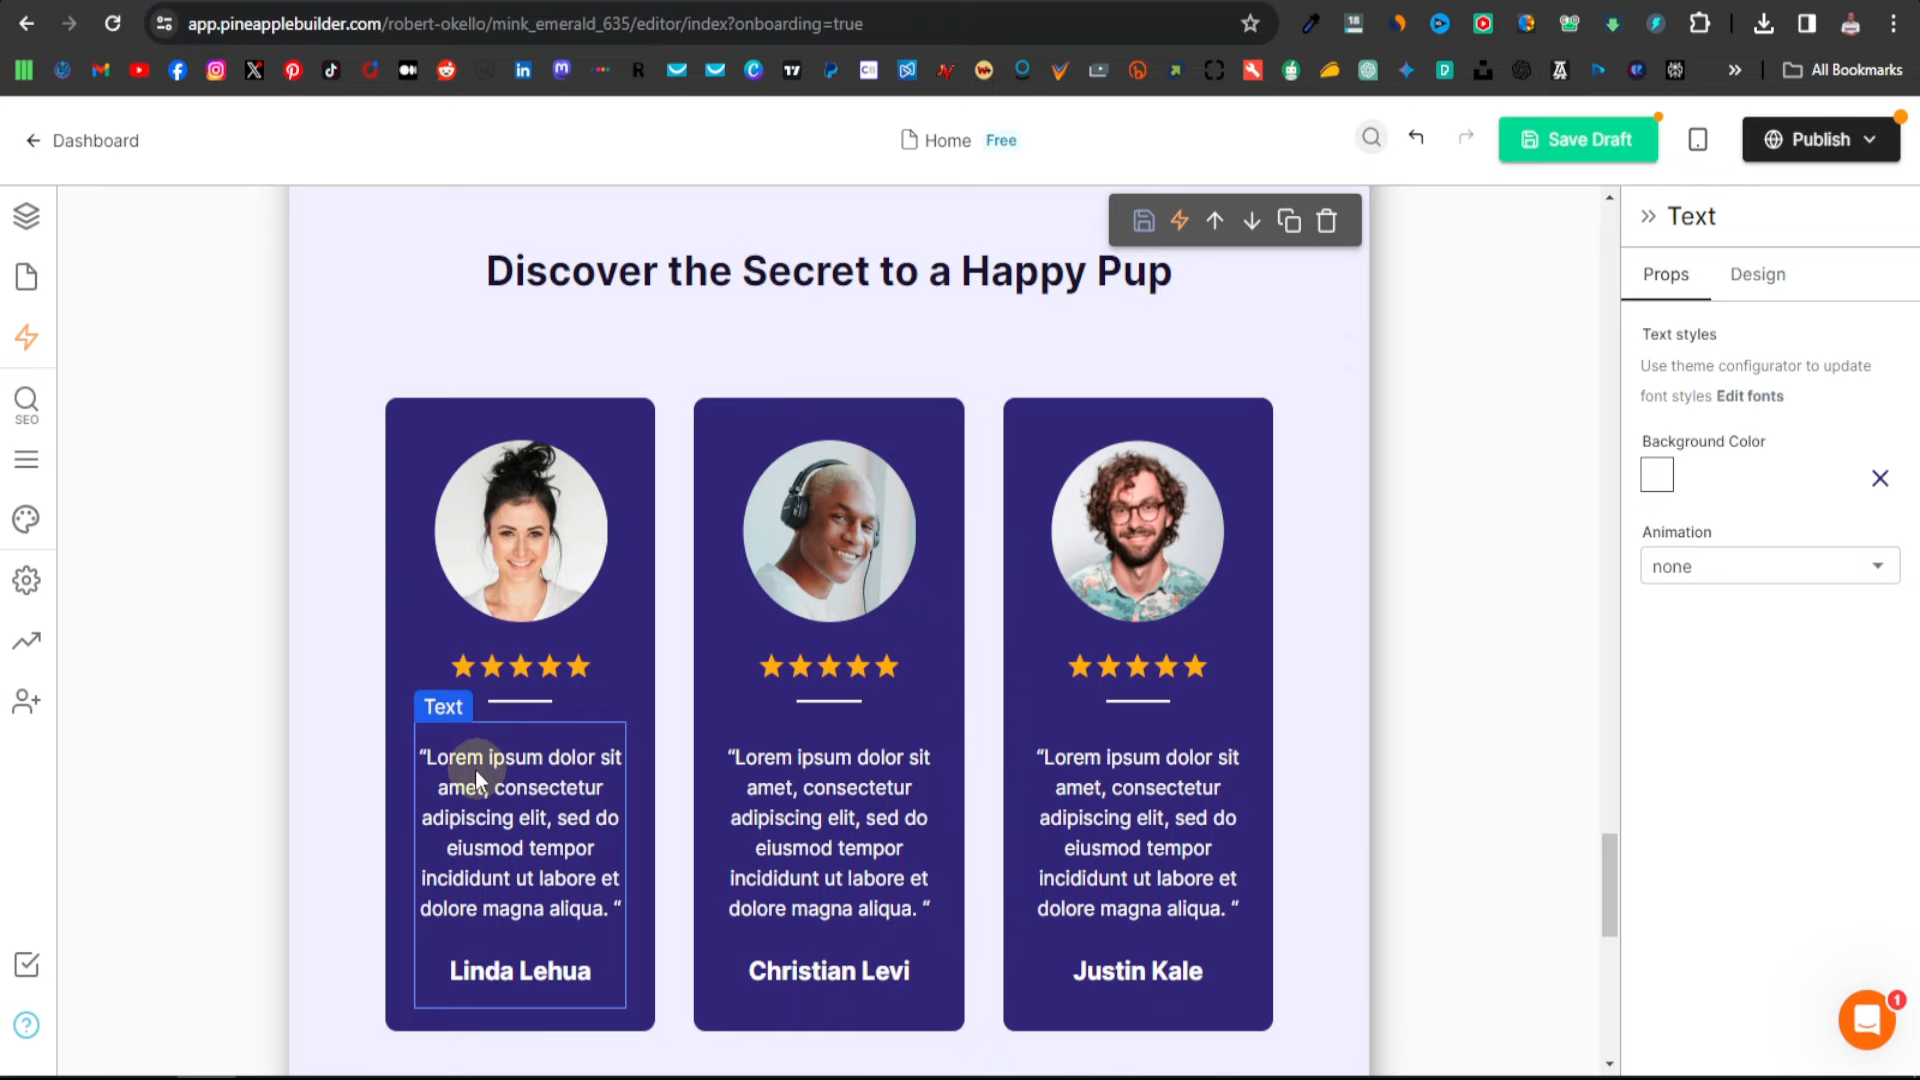 app.pineapplebuilder.com/robert-okello/mink_emerald_635/editor/index?onboarding=true
18
All Bookmarks
Dashboard
Home Free
Save Draft
Publish
Text
Discover the Secret to a Happy Pup
Props Design
Text styles
Use theme configurator to update
font styles Edit fonts
Background Color
Animation
none
SEO
Text
“Lorem ipsum dolor sit
amet, consectetur
adipiscing elit, sed do
eiusmod tempor
incididunt ut labore et
dolore magna aliqua. “
Linda Lehua
“Lorem ipsum dolor sit
amet, consectetur
adipiscing elit, sed do
eiusmod tempor
incididunt ut labore et
dolore magna aliqua. “
Christian Levi
“Lorem ipsum dolor sit
amet, consectetur
adipiscing elit, sed do
eiusmod tempor
incididunt ut labore et
dolore magna aliqua. “
Justin Kale
1